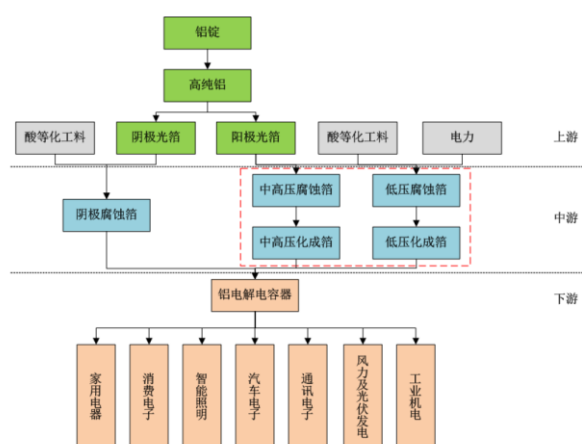 铝锭
高纯铝
酸等化工料
阴极光箔
阳极光箔
酸等化工料
电力
上游
中高压腐蚀箔
低压腐蚀箔
阴极腐蚀箔
中游
中高压化成箔
低压化成箔
铝电解电容器
下游
家用电器
消费电子
智能照明
汽车电子
通讯电子
风力及光伏发电
工业机电